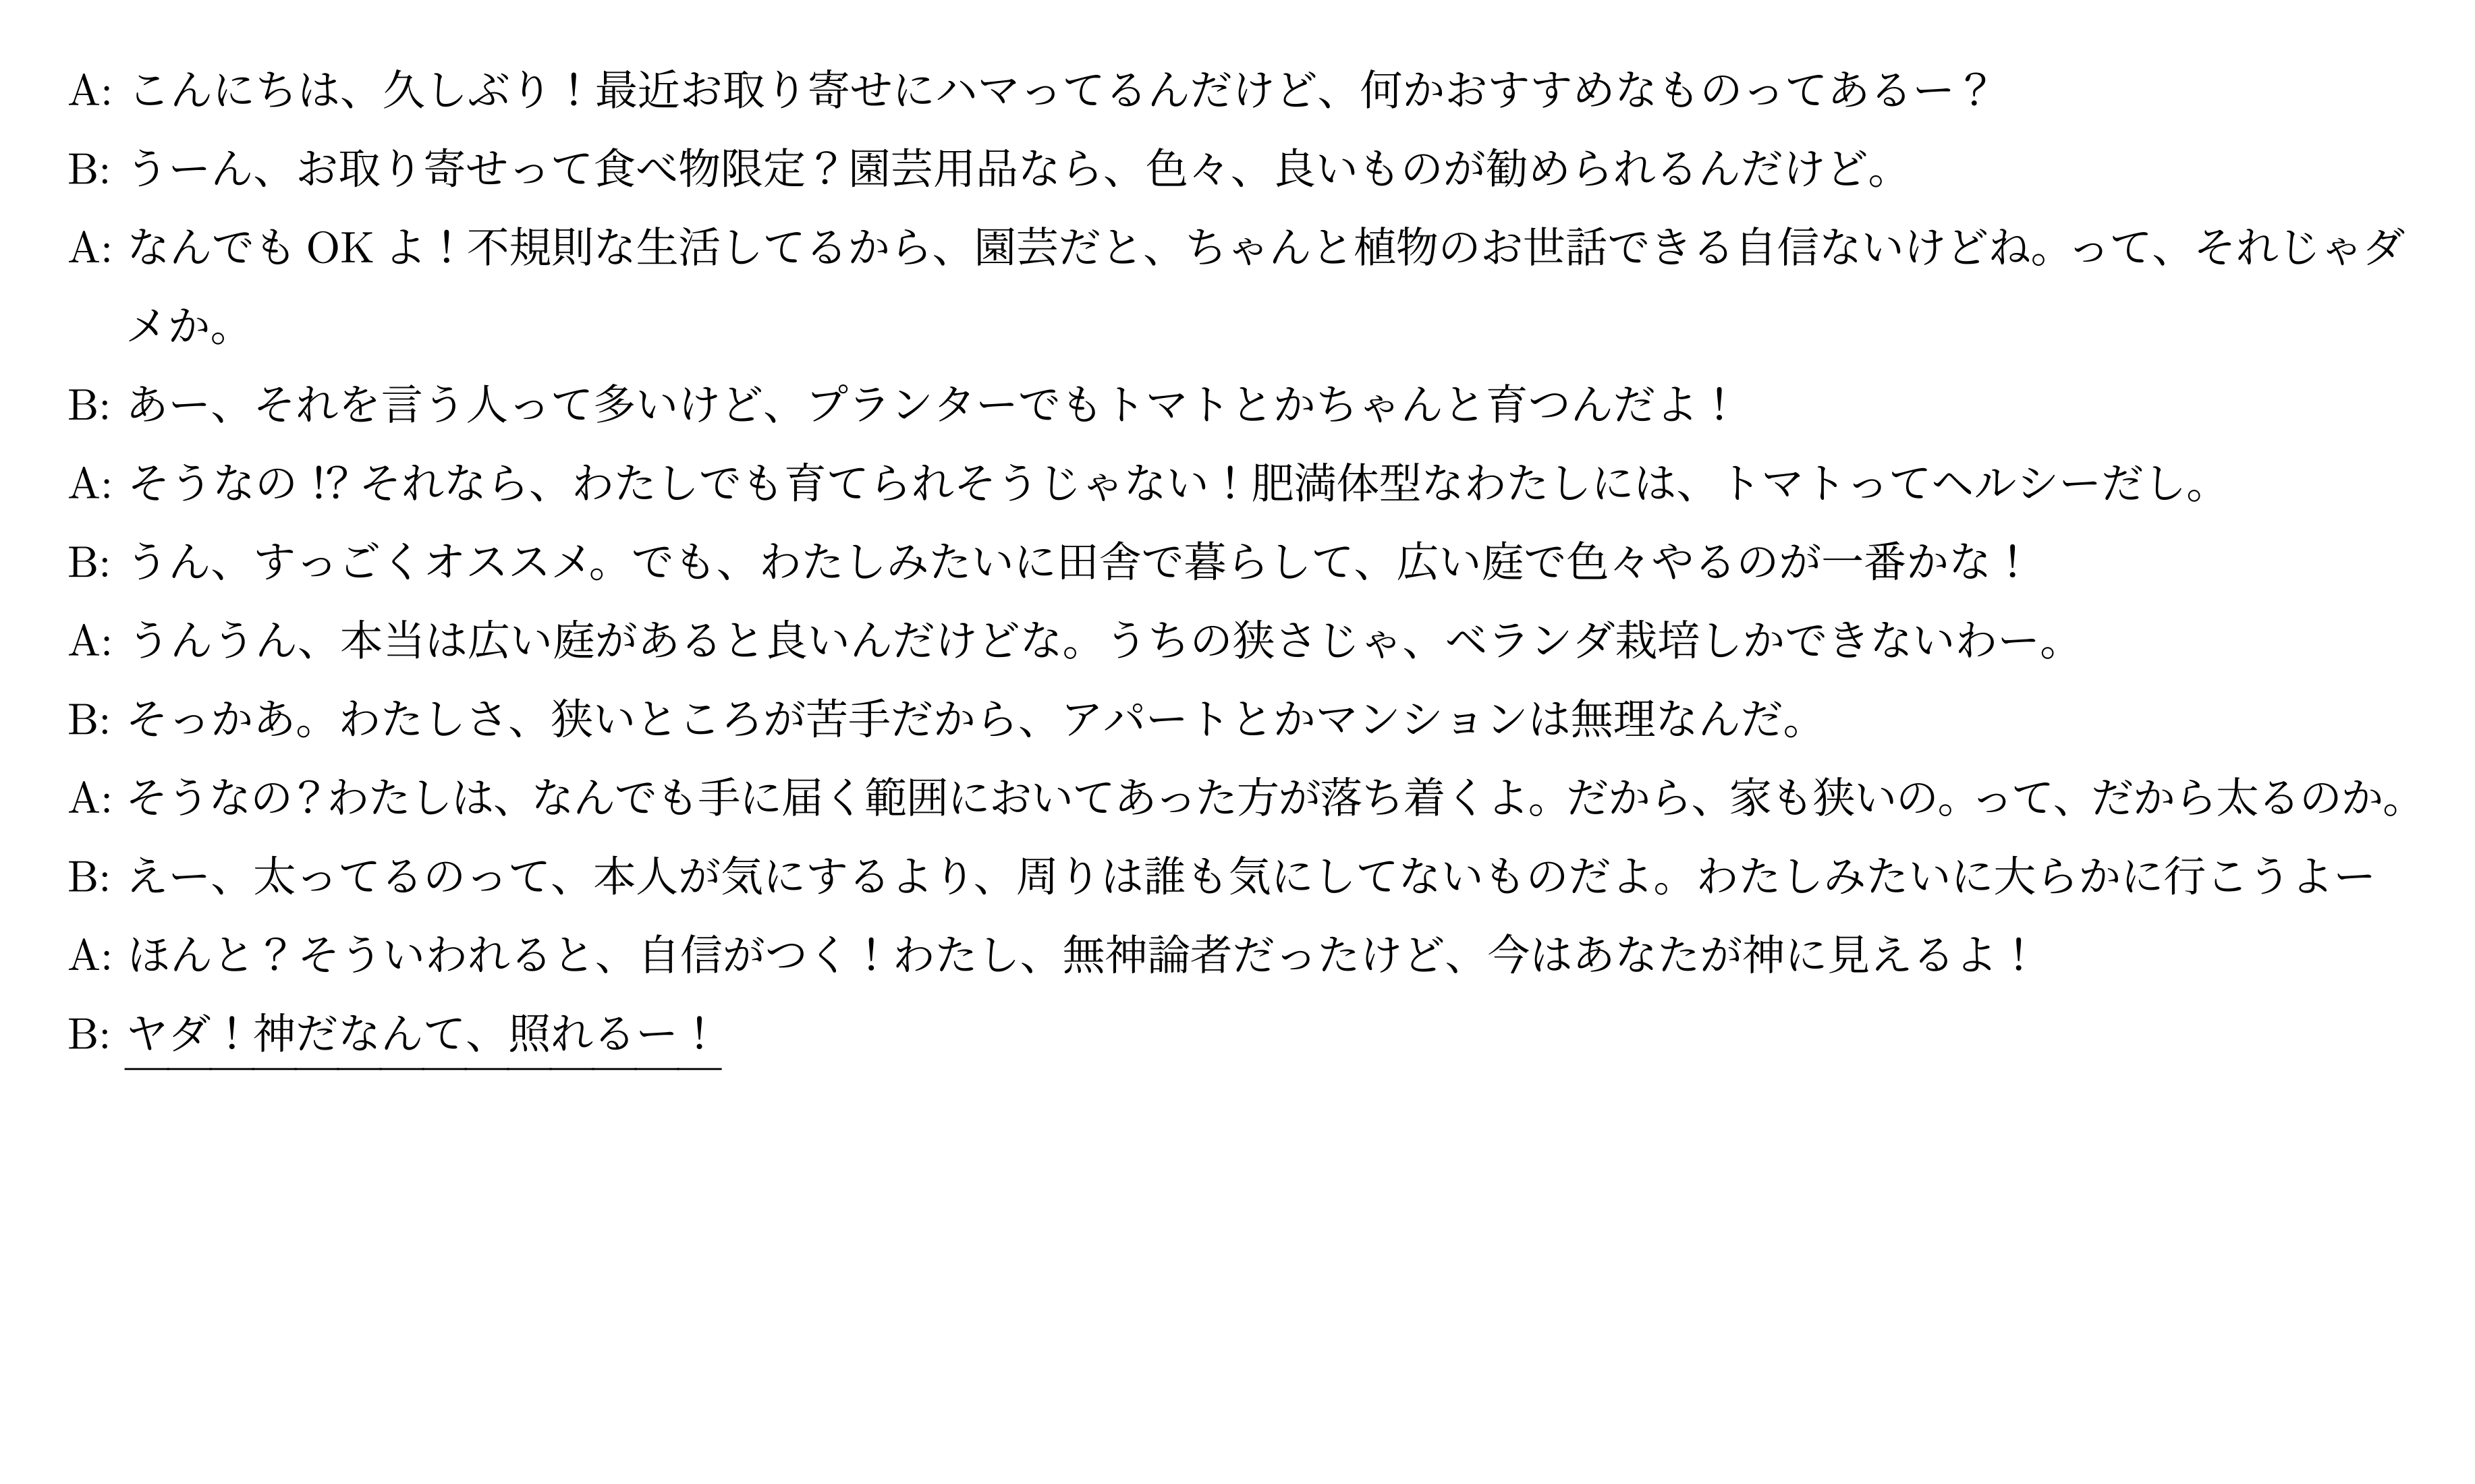 A: こんにちは、久しぶり！最近お取り寄せにハマってるんだけど、何かおすすめなものってあるー？
B: うーん、お取り寄せって食べ物限定？園芸用品なら、色々、良いものが勧められるんだけど。
A: なんでも OK よ！不規則な生活してるから、園芸だと、ちゃんと植物のお世話できる自信ないけどね。って、それじゃダ
メか。
B: あー、それを言う人って多いけど、プランターでもトマトとかちゃんと育つんだよ！
A: そうなの !? それなら、わたしでも育てられそうじゃない！肥満体型なわたしには、トマトってヘルシーだし。
B: うん、すっごくオススメ。でも、わたしみたいに田舎で暮らして、広い庭で色々やるのが一番かな！
A: うんうん、本当は広い庭があると良いんだけどな。うちの狭さじゃ、ベランダ栽培しかできないわー。
B: そっかあ。わたしさ、狭いところが苦手だから、アパートとかマンションは無理なんだ。
A: そうなの？わたしは、なんでも手に届く範囲においてあった方が落ち着くよ。だから、家も狭いの。って、だから太るのか。
B: えー、太ってるのって、本人が気にするより、周りは誰も気にしてないものだよ。わたしみたいに大らかに行こうよー
A: ほんと？そういわれると、自信がつく！わたし、無神論者だったけど、今はあなたが神に見えるよ！
B: ヤダ！神だなんて、照れるー！